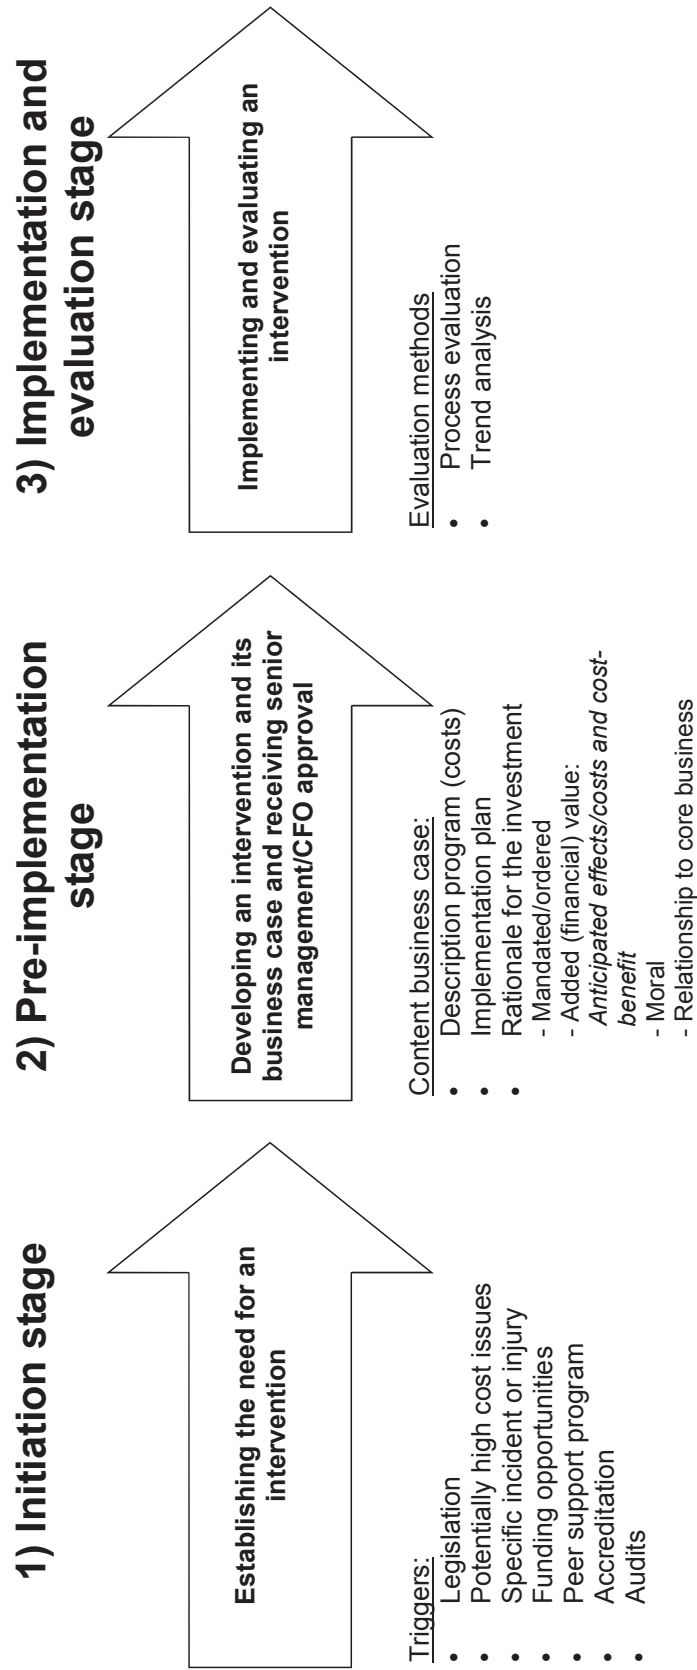 1) Initiation stage
Establishing the need for an
intervention
Triggers:
• Legislation
• Potentially high cost issues
• Specific incident or injury
• Funding opportunities
• Peer support program
• Accreditation
• Audits
2) Pre-implementation
stage
Developing an intervention and its
business case and receiving senior
management/CFO approval
Content business case:
• Description program (costs)
• Implementation plan
• Rationale for the investment
- Mandated/ordered
- Added (financial) value:
Anticipated effects/costs and cost-
benefit
- Moral
- Relationship to core business
3) Implementation and
evaluation stage
Implementing and evaluating an
intervention
Evaluation methods
• Process evaluation
• Trend analysis